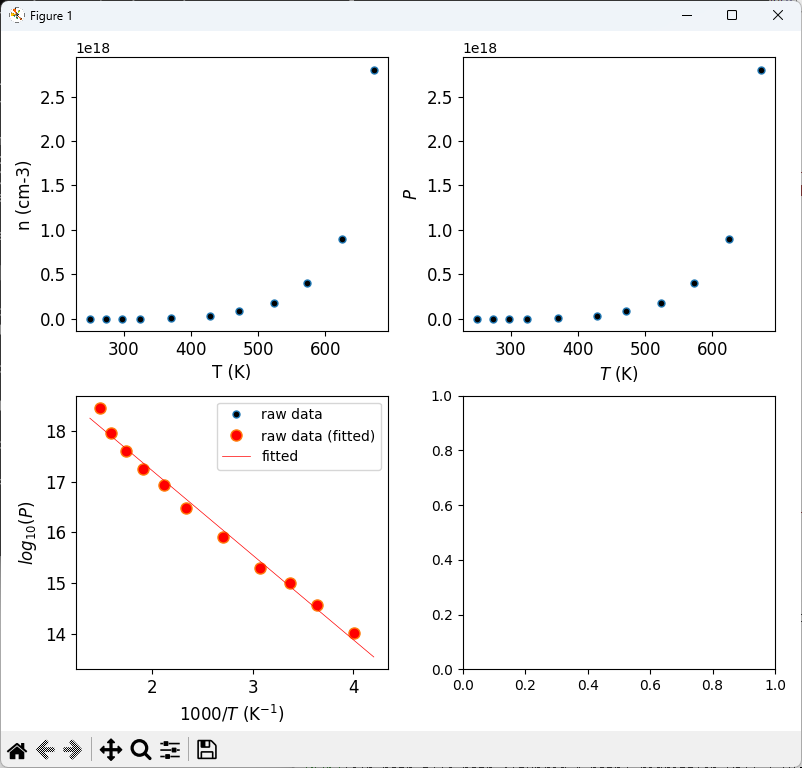 Figure 1
1e18
2.5
2.0
1.5
1.0
0.5
0.0
n (cm-3)
300 400 500 600
T (K)
1e18
2.5
2.0
1.5
1.0
0.5
0.0
P
300 400 500 600
T (K)
18
17
16
15
14
log10(P)
raw data
raw data (fitted)
fitted
2 3 4
1000/T (K−1)
1.0
0.8
0.6
0.4
0.2
0.0
0.0 0.2 0.4 0.6 0.8 1.0